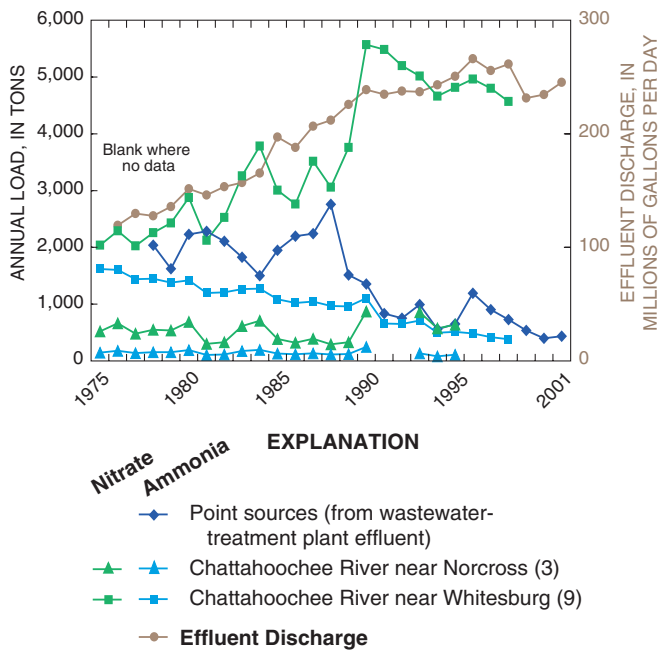 6,000
5,000
4,000
3,000
2,000
1,000
0
ANNUAL LOAD, IN TONS
Blank where
no data
300
200
100
0
EFFLUENT DISCHARGE, IN
MILLIONS OF GALLONS PER DAY
1975
1980
1985
1990
1995
2001
EXPLANATION
Nitrate
Ammonia
Point sources (from wastewater-
treatment plant effluent)
Chattahoochee River near Norcross (3)
Chattahoochee River near Whitesburg (9)
Effluent Discharge